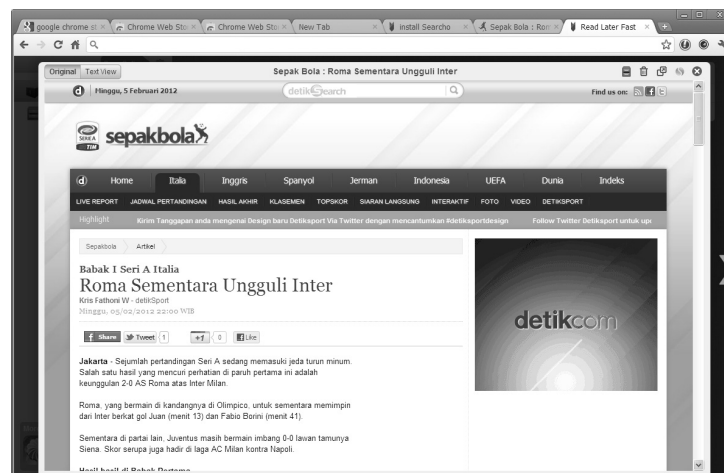 google chrome st
Chrome Web Sto
Chrome Web Sto
New Tab
install Searcho
Sepak Bola : Rom
Read Later Fast
Original
Text View
Sepak Bola : Roma Sementara Ungguli Inter
d
Minggu, 5 Februari 2012
detikSearch
Find us on:
SERIE A
TIM
sepakbola
d
Home
Italia
Inggris
Spanyol
Jerman
Indonesia
UEFA
Dunia
Indeks
LIVE REPORT
JADWAL PERTANDINGAN
HASIL AKHIR
KLASEMEN
TOPSKOR
SIARAN LANGSUNG
INTERAKTIF
FOTO
VIDEO
DETIKSPORT
Highlight
Kirim Tanggapan anda mengenai Design baru Detiksport Via Twitter dengan mencantumkan #detiksportdesign
Follow Twitter Detiksport untuk upd
Sepakbola
Artikel
Babak I Seri A Italia
Roma Sementara Ungguli Inter
Kris Fathoni W - detikSport
Minggu, 05/02/2012 22:00 WIB
f Share
Tweet
1
+1
0
Like
Jakarta - Sejumlah pertandingan Seri A sedang memasuki jeda turun minum.
Salah satu hasil yang mencuri perhatian di paruh pertama ini adalah
keunggulan 2-0 AS Roma atas Inter Milan.
Roma, yang bermain di kandangnya di Olimpico, untuk sementara memimpin
dari Inter berkat gol Juan (menit 13) dan Fabio Borini (menit 41).
Sementara di partai lain, Juventus masih bermain imbang 0-0 lawan tamunya
Siena. Skor serupa juga hadir di laga AC Milan kontra Napoli.
Hasil-hasil di Babak Pertama
detikcom